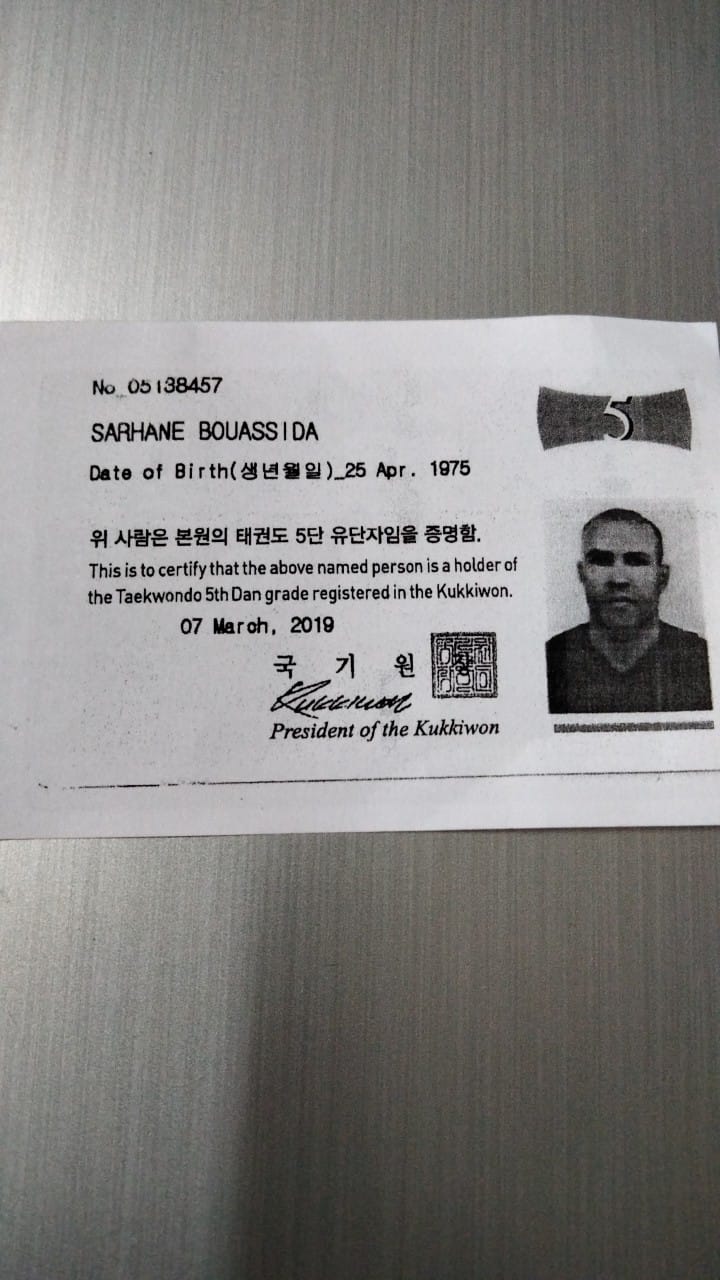 No 05138457
5
SARHANE BOUASSIDA
Date of Birth(생년월일)_25 Apr. 1975
위 사람은 본원의 태권도 5단 유단자임을 증명함.
This is to certify that the above named person is a holder of
the Taekwondo 5th Dan grade registered in the Kukkiwon.
07 March, 2019
국 기 원
Kukkiwon
President of the Kukkiwon